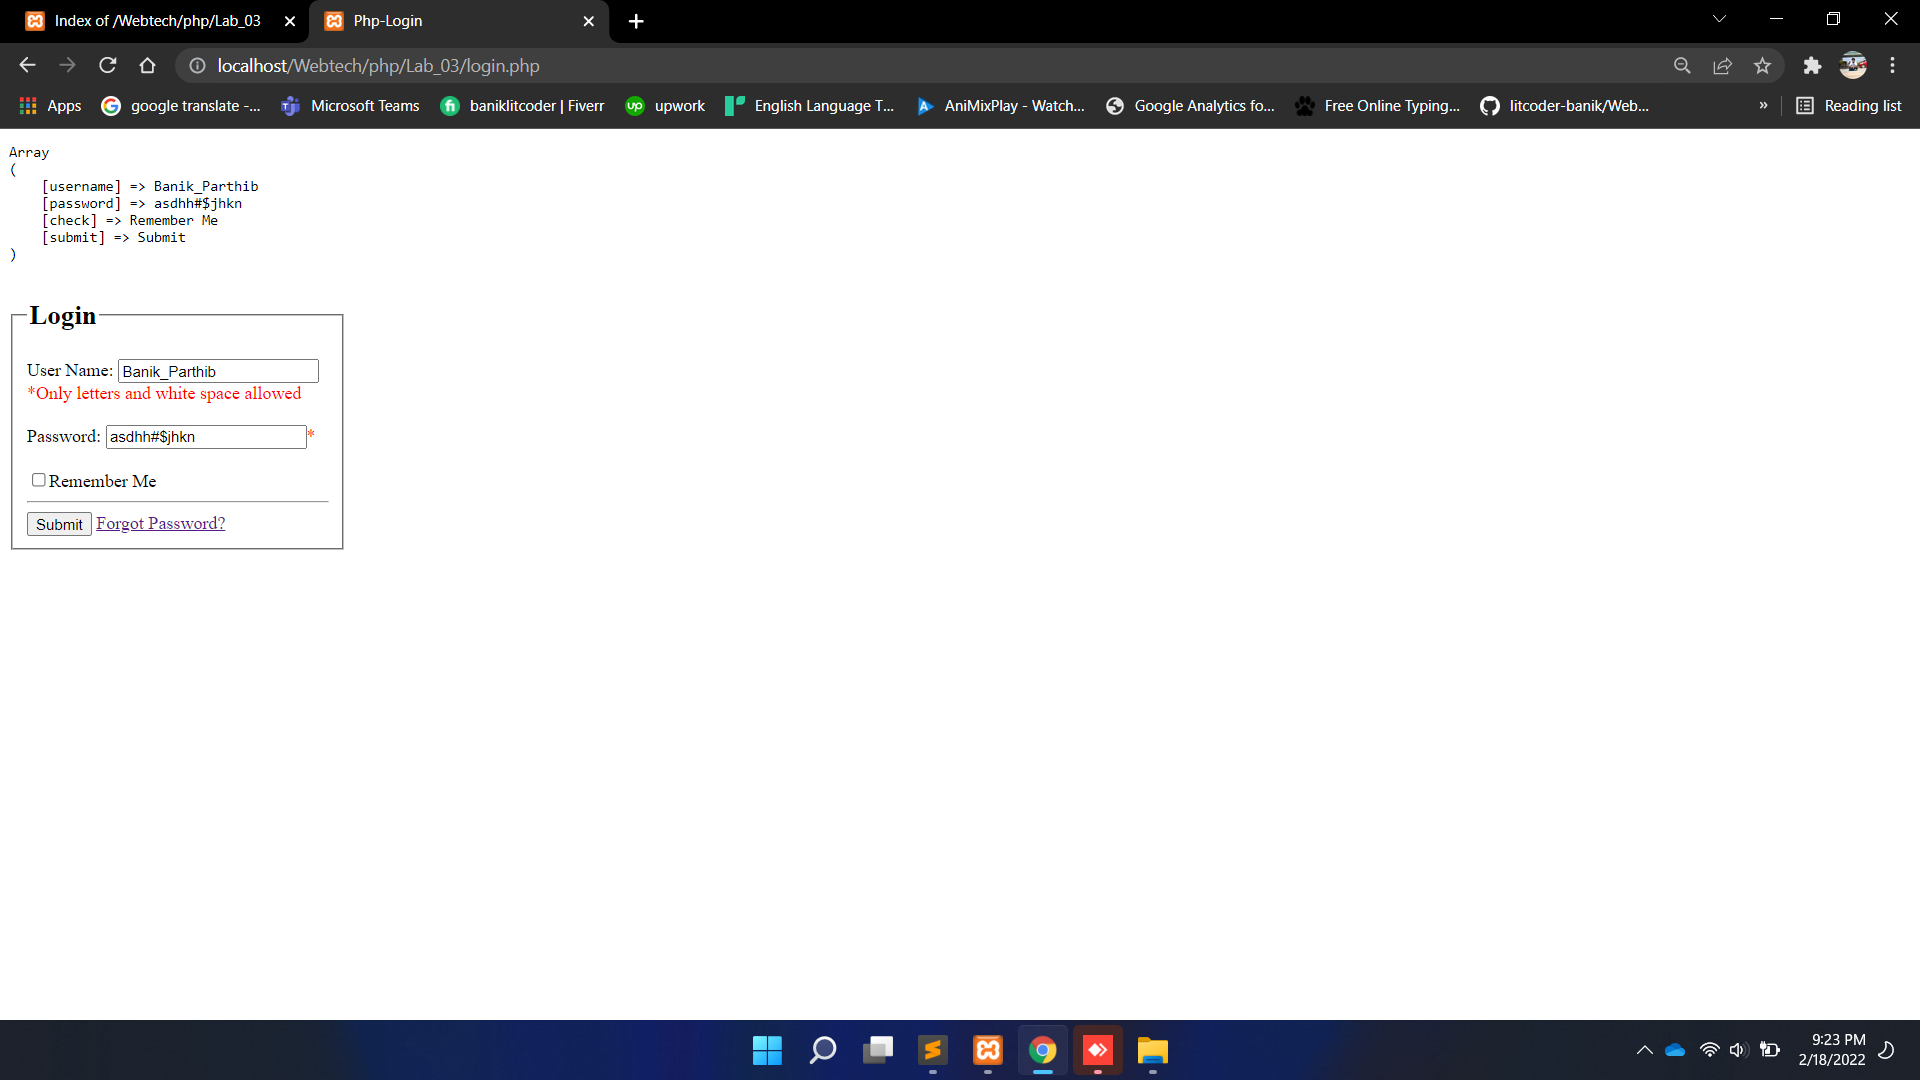 Index of /Webtech/php/Lab_03
Php-Login
localhost/Webtech/php/Lab_03/login.php
Apps
google translate -...
Microsoft Teams
baniklitcoder | Fiverr
upwork
English Language T...
AniMixPlay - Watch...
Google Analytics fo...
Free Online Typing...
litcoder-banik/Web...
»
Reading list
Array
(
[username] => Banik_Parthib
[password] => asdhh#$jhkn
[check] => Remember Me
[submit] => Submit
)
Login
User Name: Banik_Parthib
*Only letters and white space allowed
Password: asdhh#$jhkn*
Remember Me
Submit Forgot Password?
9:23 PM
2/18/2022